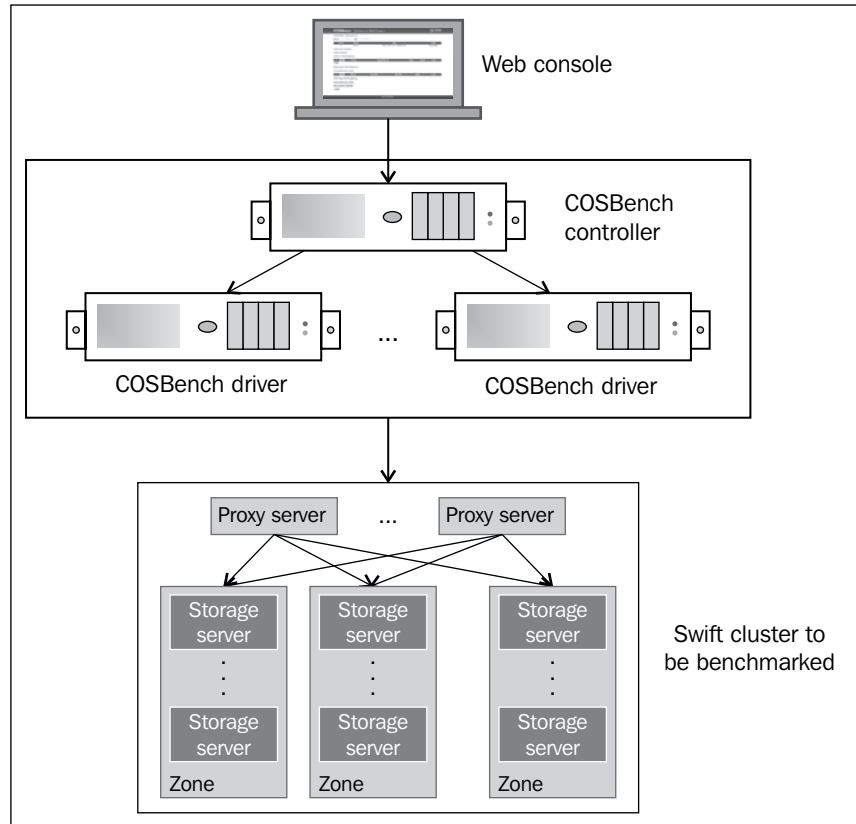 Web console
COSBench
controller
...
COSBench driver
COSBench driver
Proxy server
...
Proxy server
Storage
server
Storage
server
Storage
server
.
.
.
.
.
.
.
.
.
Storage
server
Storage
server
Storage
server
Zone
Zone
Zone
Swift cluster to
be benchmarked